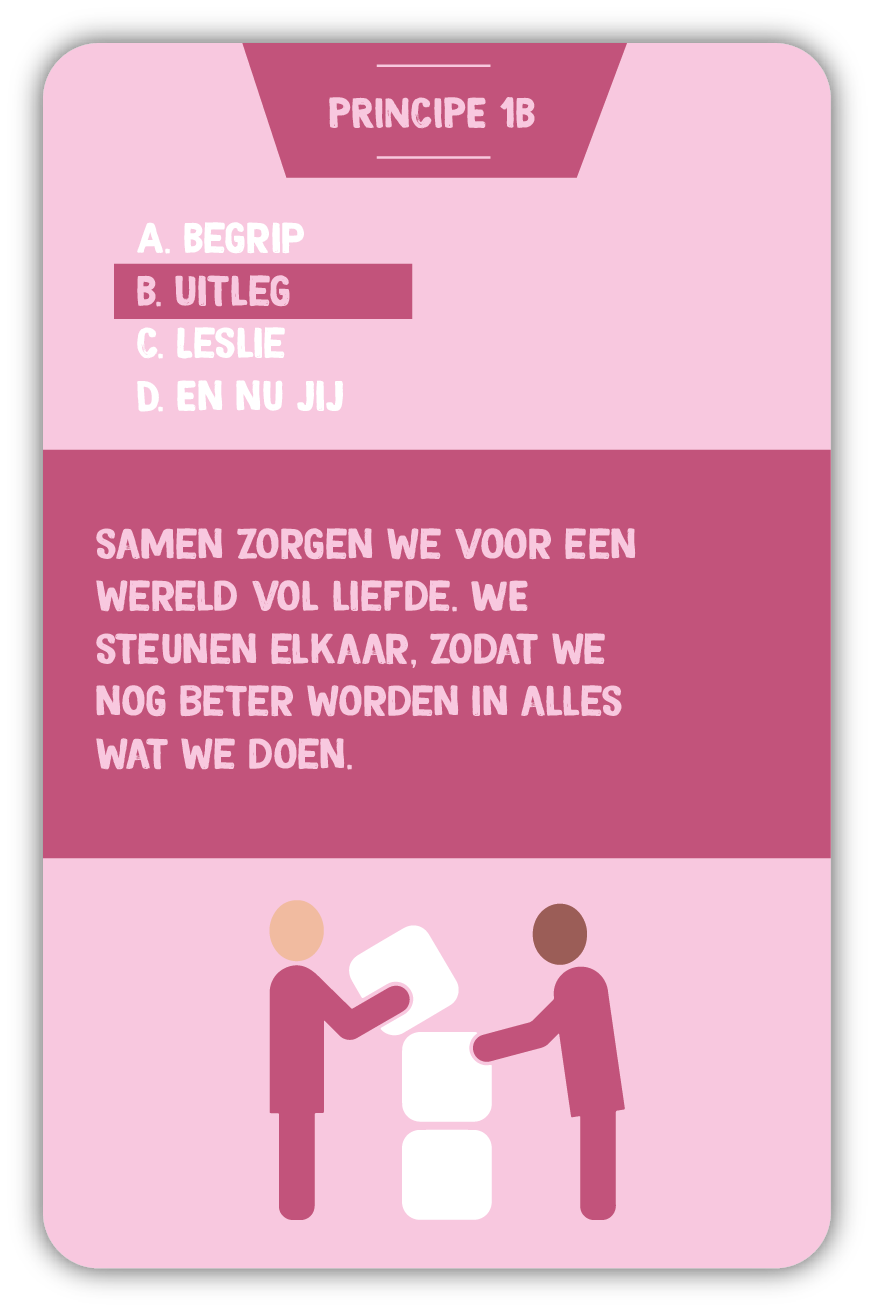 PRINCIPE 1B
A. BEGRIP
B. UITLEG
C. LESLIE
D. EN NU JIJ
SAMEN ZORGEN WE VOOR EEN
WERELD VOL LIEFDE. WE
STEUNEN ELKAAR, ZODAT WE
NOG BETER WORDEN IN ALLES
WAT WE DOEN.